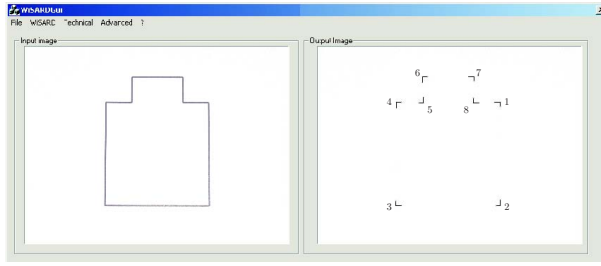 WiSARDGui
File WiSARD Technical Advanced ?
Input image
Output Image
6 7
4 5 8 1
3 2